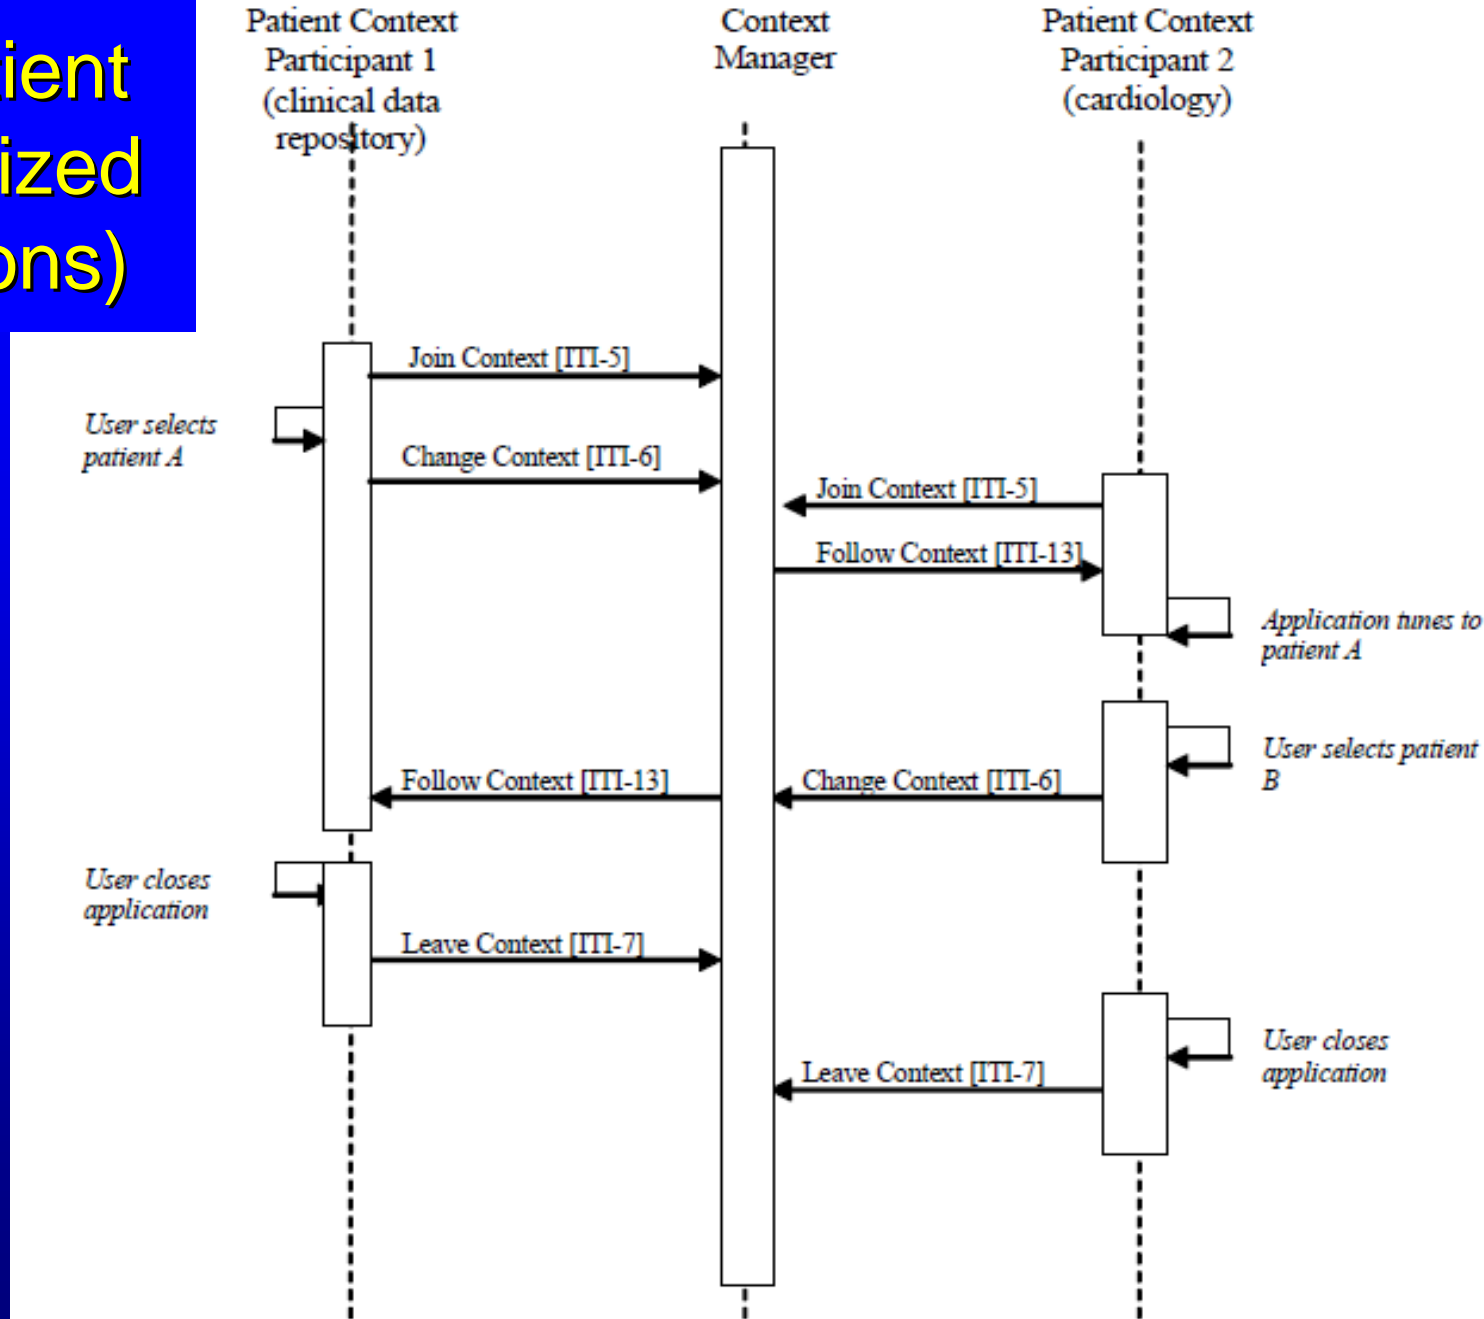 tient
ized
ons)
Patient Context
Participant 1
(clinical data
repository)
Context
Manager
Patient Context
Participant 2
(cardiology)
Join Context [ITI-5]
User selects
patient A
Change Context [ITI-6]
Join Context [ITI-5]
Follow Context [ITI-13]
Application tunes to
patient A
User selects patient
B
Follow Context [ITI-13]
Change Context [ITI-6]
User closes
application
Leave Context [ITI-7]
User closes
application
Leave Context [ITI-7]